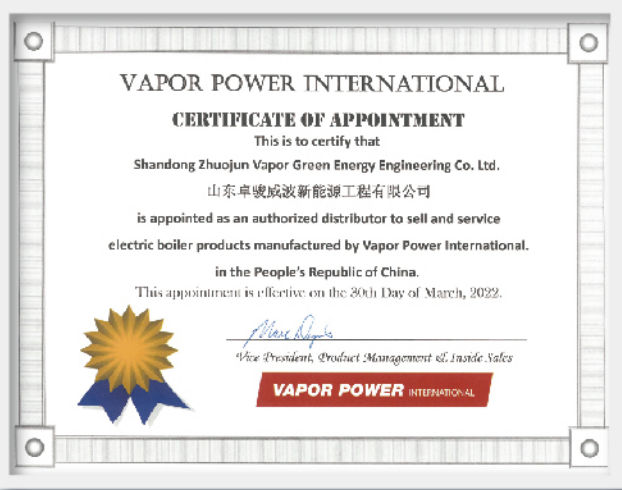 VAPOR POWER INTERNATIONAL
CERTIFICATE OF APPOINTMENT
This is to certify that
Shandong Zhuojun Vapor Green Energy Engineering Co. Ltd.
山东卓骏威波新能源工程有限公司
is appointed as an authorized distributor to sell and service
electric boiler products manufactured by Vapor Power International.
in the People's Republic of China.
This appointment is effective on the 30th Day of March, 2022.
Vice President, Product Management & Inside Sales
VAPOR POWER INTERNATIONAL